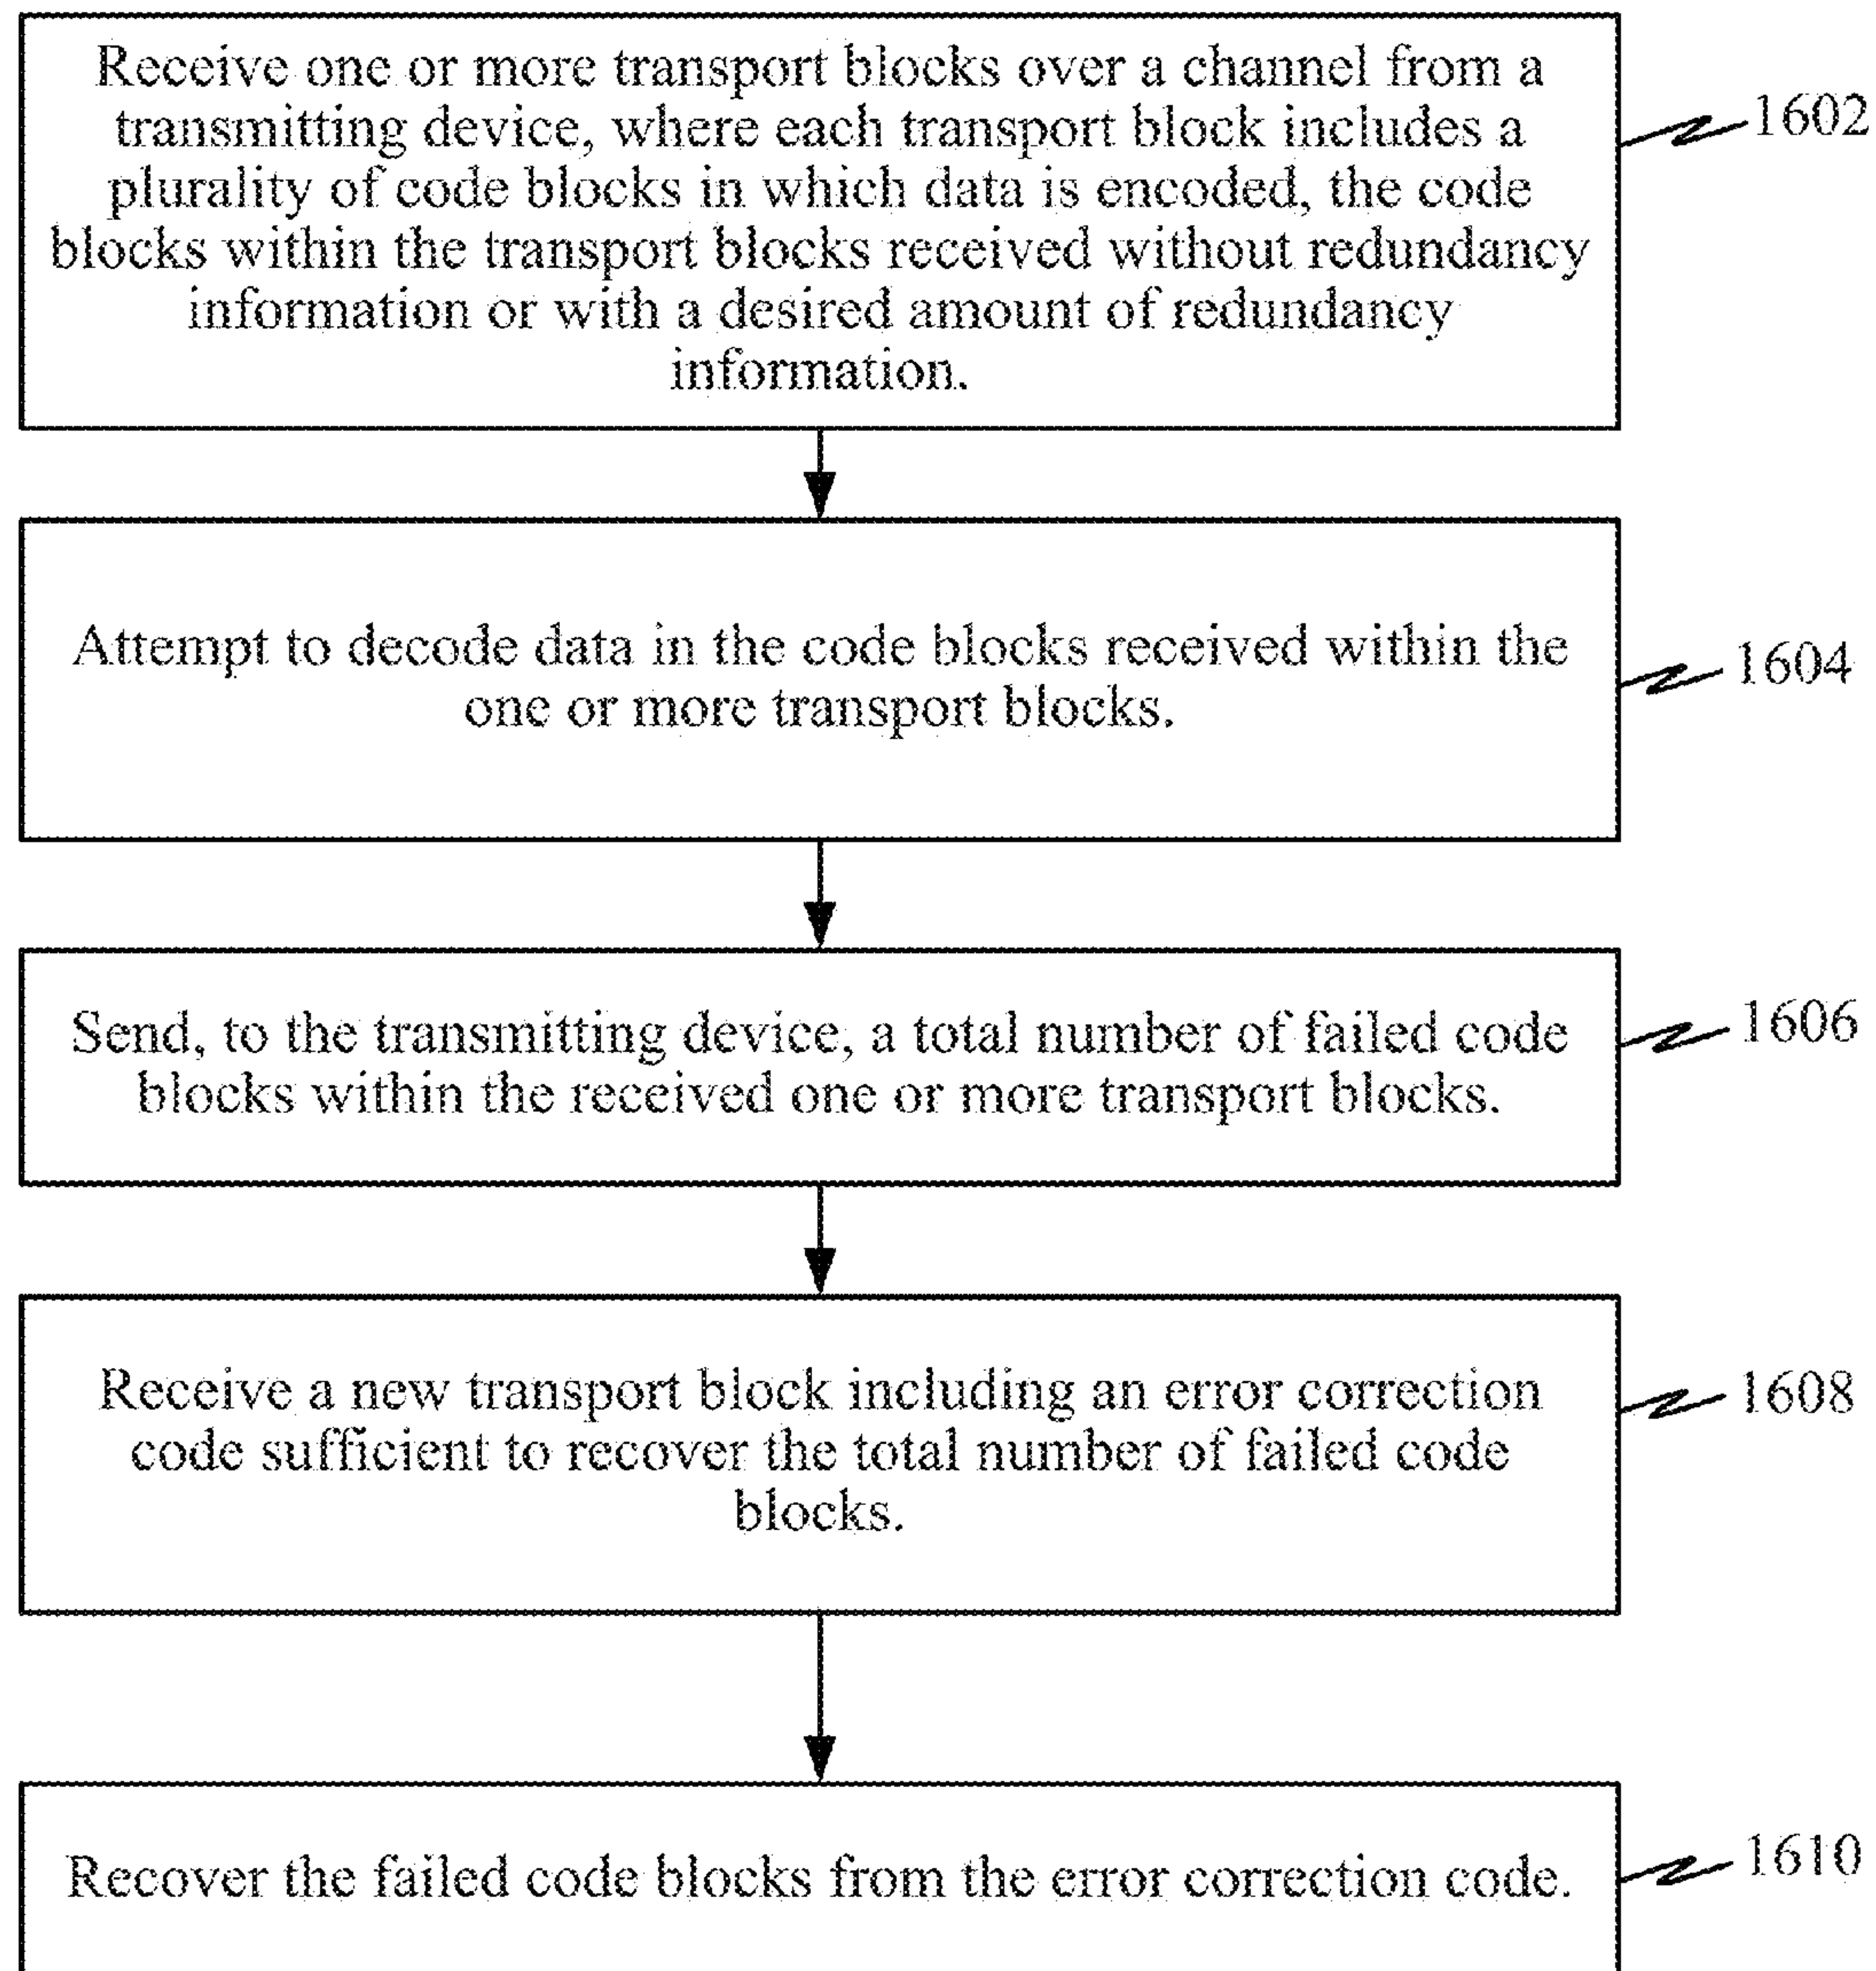 Receive one or more transport blocks over a channel from a
transmitting device, where each transport block includes a
plurality of code blocks in which data is encoded, the code
blocks within the transport blocks received without redundancy
information or with a desired amount of redundancy
information.
1602
Attempt to decode data in the code blocks received within the
one or more transport blocks.
1604
Send, to the transmitting device, a total number of failed code
blocks within the received one or more transport blocks.
1606
Receive a new transport block including an error correction
code sufficient to recover the total number of failed code
blocks.
1608
Recover the failed code blocks from the error correction code.
1610